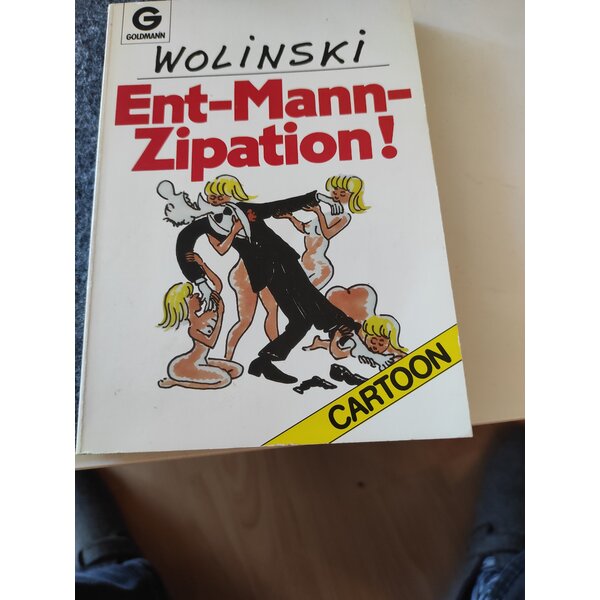 G
GOLDMANN
WOLiNSKi
Ent-Mann-
Zipation!
CARTOON